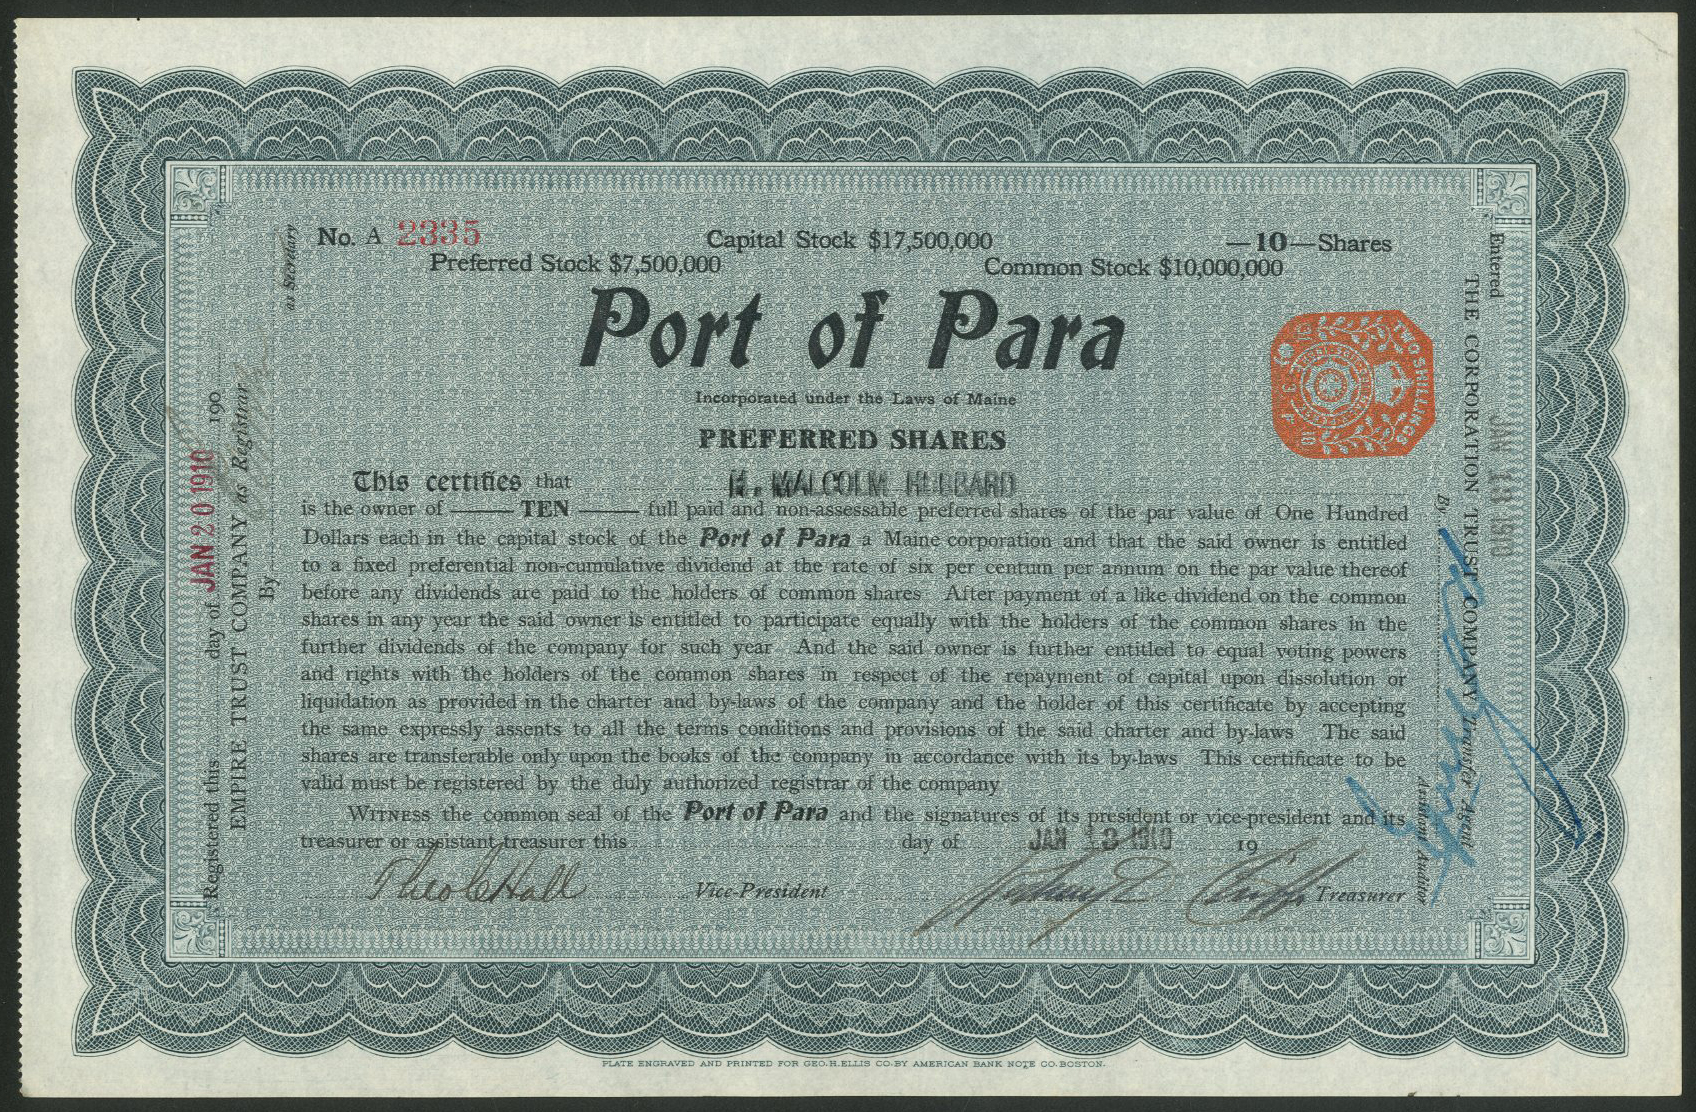 No. A 2335
Capital Stock $17,500,000
—10—Shares
Preferred Stock $7,500,000
Common Stock $10,000,000
Port of Para
Incorporated under the Laws of Maine
PREFERRED SHARES
This certifies that H. MALCOLM HUBBARD
is the owner of —— TEN —— full paid and non-assessable preferred shares of the par value of One Hundred
Dollars each in the capital stock of the Port of Para a Maine corporation and that the said owner is entitled
to a fixed preferential non-cumulative dividend at the rate of six per centum per annum on the par value thereof
before any dividends are paid to the holders of common shares After payment of a like dividend on the common
shares in any year the said owner is entitled to participate equally with the holders of the common shares in the
further dividends of the company for such year And the said owner is further entitled to equal voting powers
and rights with the holders of the common shares in respect of the repayment of capital upon dissolution or
liquidation as provided in the charter and by-laws of the company and the holder of this certificate by accepting
the same expressly assents to all the terms conditions and provisions of the said charter and by-laws The said
shares are transferable only upon the books of the company in accordance with its by-laws This certificate to be
valid must be registered by the duly authorized registrar of the company
WITNESS the common seal of the Port of Para and the signatures of its president or vice-president and its
treasurer or assistant treasurer this day of JAN 13 1910 19
Theo C Hall Vice-President
Treasurer
Registered this day of JAN 20 1910 190
EMPIRE TRUST COMPANY as Registrar
By
as Secretary
Entered JAN 13 1910
THE CORPORATION TRUST COMPANY Transfer Agent
By
Assistant Auditor
TWO SHILLINGS
PLATE ENGRAVED AND PRINTED FOR GEO. H. ELLIS CO. BY AMERICAN BANK NOTE CO. BOSTON.